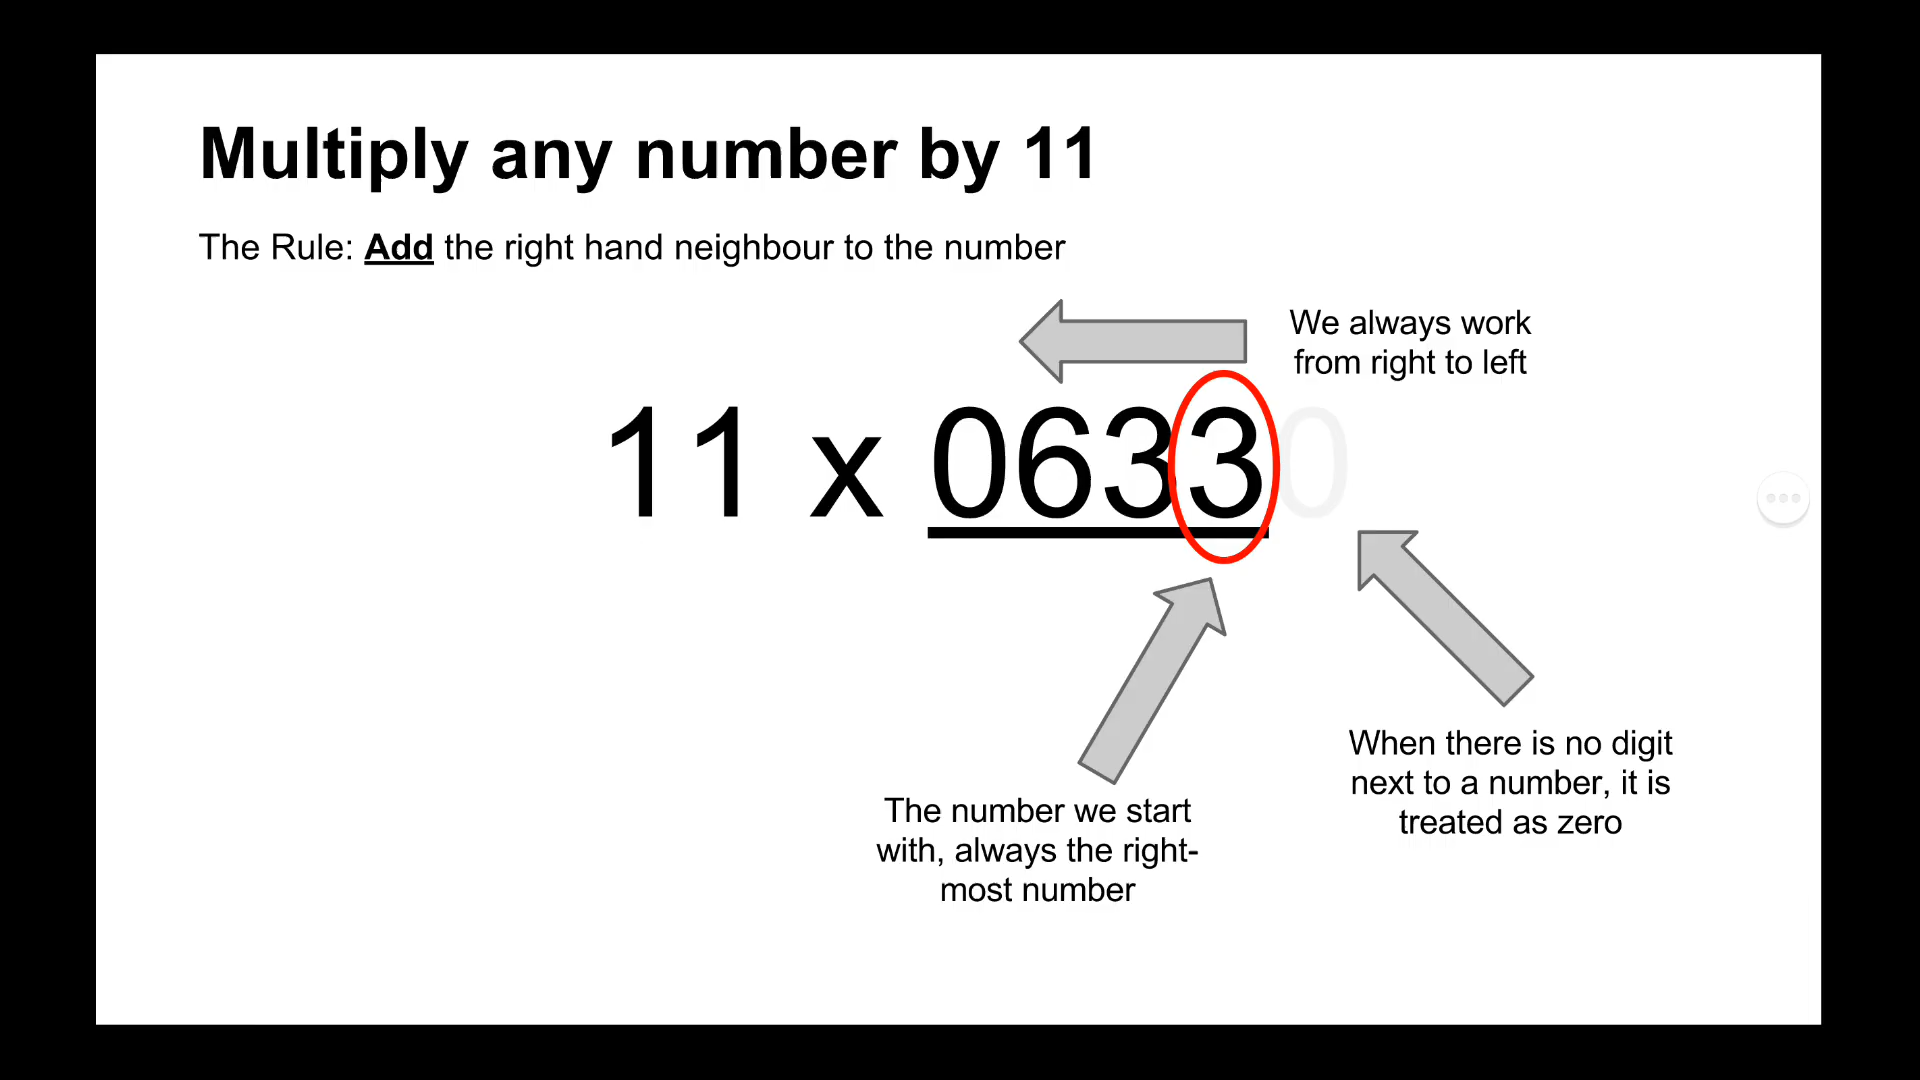 Multiply any number by 11
The Rule: Add the right hand neighbour to the number
We always work
from right to left
11 x 06330
When there is no digit
next to a number, it is
treated as zero
The number we start
with, always the right-
most number